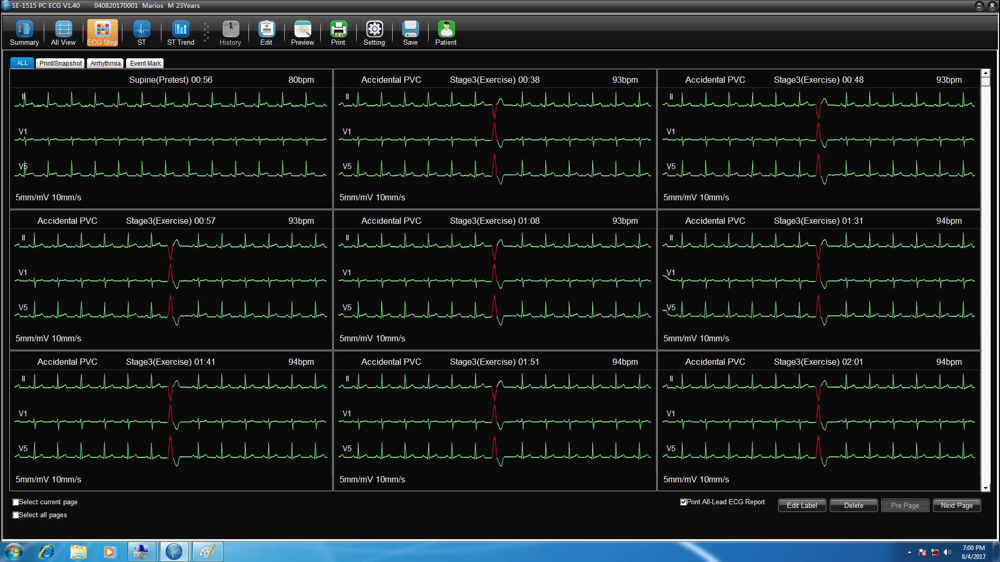 SE-1515 PC ECG V1.40 040820170001 Marios M 23Years
Summary All View ECG Strip ST ST Trend History Edit Preview Print Setting Save Patient
ALL Print/Snapshot Arrhythmia Event Mark
Supine(Pretest) 00:56 80bpm
II
V1
V5
5mm/mV 10mm/s
Accidental PVC Stage3(Exercise) 00:38 93bpm
II
V1
V5
5mm/mV 10mm/s
Accidental PVC Stage3(Exercise) 00:48 93bpm
II
V1
V5
5mm/mV 10mm/s
Accidental PVC Stage3(Exercise) 00:57 93bpm
II
V1
V5
5mm/mV 10mm/s
Accidental PVC Stage3(Exercise) 01:08 93bpm
II
V1
V5
5mm/mV 10mm/s
Accidental PVC Stage3(Exercise) 01:31 94bpm
II
V1
V5
5mm/mV 10mm/s
Accidental PVC Stage3(Exercise) 01:41 94bpm
II
V1
V5
5mm/mV 10mm/s
Accidental PVC Stage3(Exercise) 01:51 94bpm
II
V1
V5
5mm/mV 10mm/s
Accidental PVC Stage3(Exercise) 02:01 94bpm
II
V1
V5
5mm/mV 10mm/s
Select current page
Select all pages
Print All-Lead ECG Report
Edit Label Delete Pre Page Next Page
7:00 PM
8/4/2017